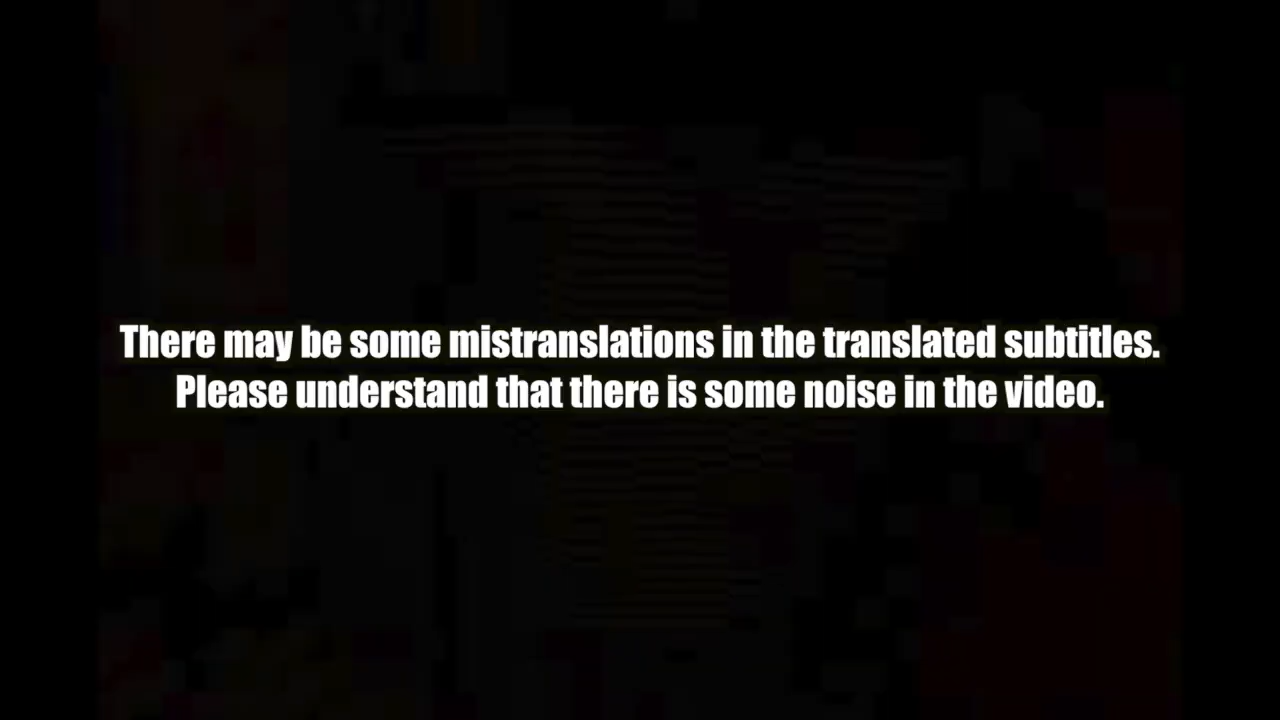 There may be some mistranslations in the translated subtitles.
Please understand that there is some noise in the video.